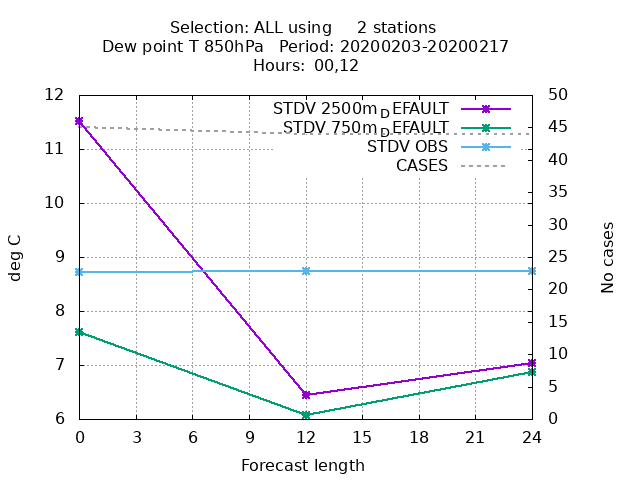 Selection: ALL using     2 stations
Dew point T 850hPa   Period: 20200203-20200217
Hours:  00,12
12
11
10
9
8
7
6
50
45
40
35
30
25
20
15
10
5
0
0 3 6 9 12 15 18 21 24
deg C
No cases
Forecast length
STDV 2500m_DEFAULT
STDV 750m_DEFAULT
STDV OBS
CASES